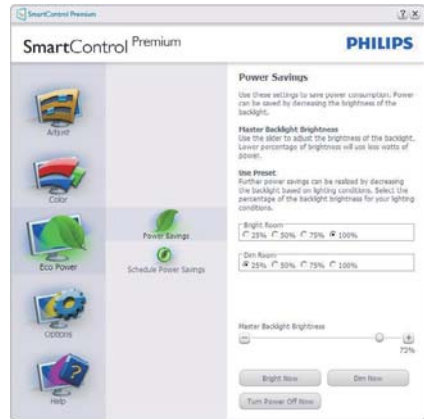 SmartControl Premium
SmartControl Premium
PHILIPS
Adjust
Color
Eco Power
Options
Help
Power Savings
Schedule Power Savings
Power Savings
Use these settings to save power consumption. Power
can be saved by decreasing the brightness of the
backlight.
Master Backlight Brightness
Use the slider to adjust the brightness of the backlight.
Lower percentage of brightness will use less watts of
power.
Use Preset
Further power savings can be realized by decreasing
the backlight based on lighting conditions. Select the
percentage of the backlight brightness for your lighting
conditions.
Bright Room
25% 50% 75% 100%
Dim Room
25% 50% 75% 100%
Master Backlight Brightness
73%
Bright Now Dim Now
Turn Power Off Now